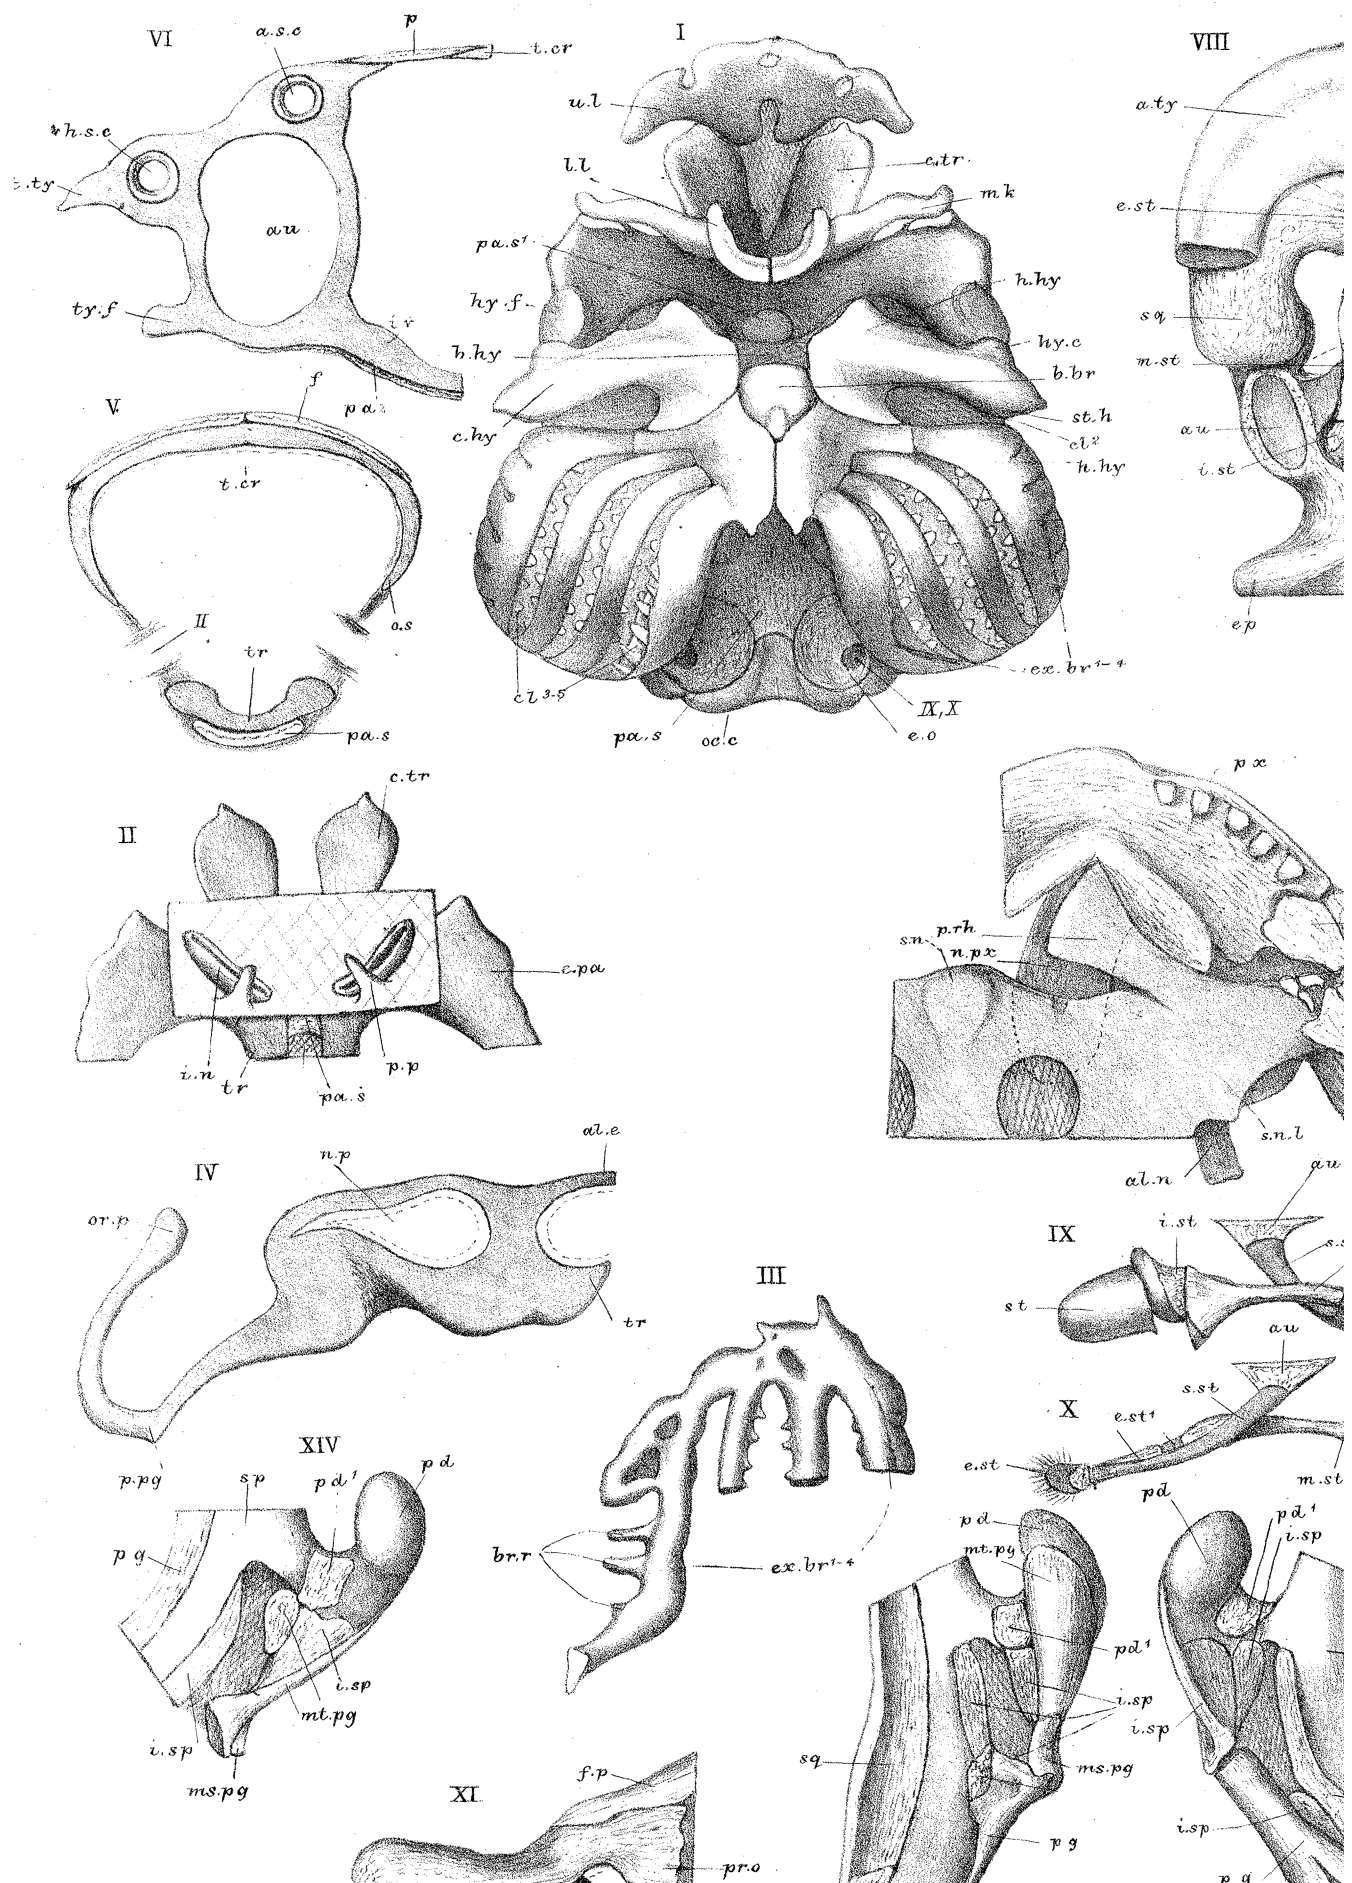 VI
a.s.c
p
t.cr
h.s.c
t.ty
au
ty.f
i.v
pa.s
I
u.l
l.l
c.tr.
mk
pa.s¹
hy.f
h.hy
b.hy
hy.c
b.br
c.hy
st.h
cl²
h.hy
cl³⁻⁵
ex.br¹⁻⁴
IX,X
pa.s
oc.c
e.o
VIII
a.ty
e.st
sq
m.st
au
i.st
ep
V.
f
t.cr
o.s
II
tr
pa.s
II
c.tr
e.pa
i.n
tr
pa.s
p.p
px
s.n
p.rh
n.px
s.n.l
al.n
IV
n.p
al.e
or.p
tr
p.pg
III
br.r
ex.br¹⁻⁴
IX
i.st
au
s.s
st
X
au
s.st
e.st¹
e.st
m.st
XIV
sp
pd¹
pd
pg
i.sp
mt.pg
i.sp
ms.pg
XI
f.p
pr.o
pd
mt.pg
pd¹
i.sp
sq
ms.pg
pg
pd
pd¹
i.sp
i.sp
i.sp
pg